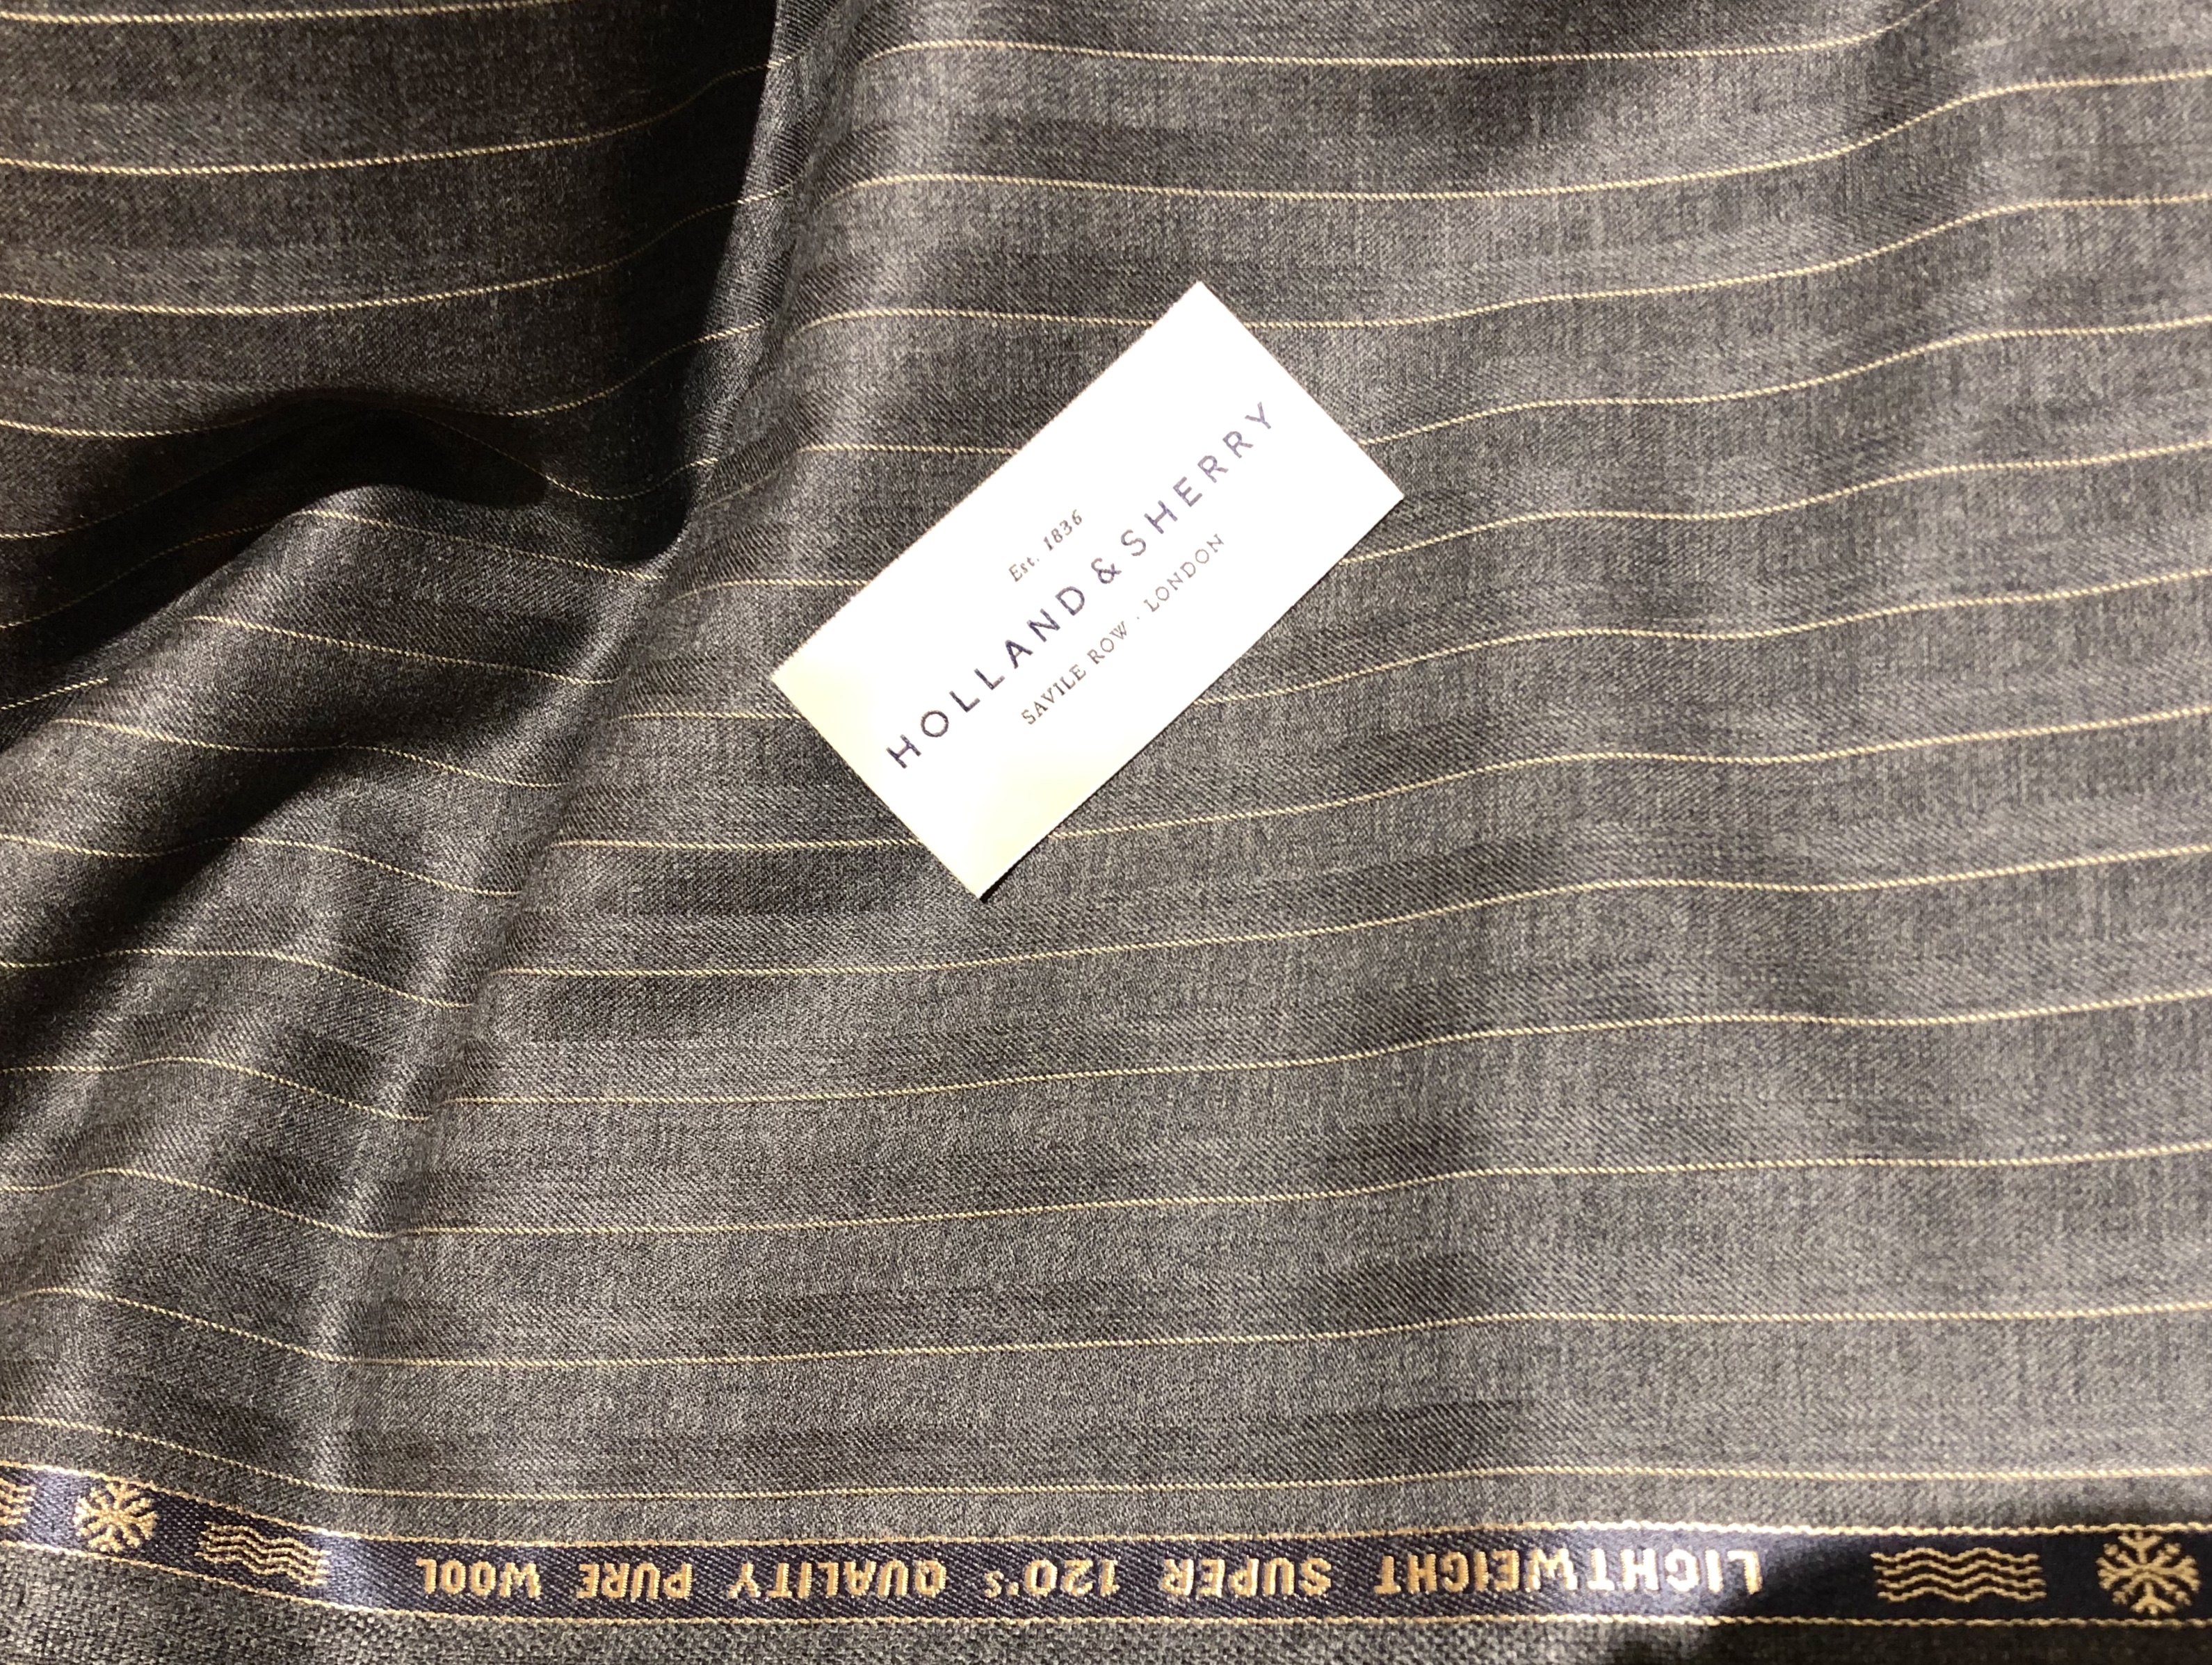 Est. 1836
HOLLAND & SHERRY
SAVILE ROW · LONDON
LIGHTWEIGHT SUPER 120's QUALITY PURE WOOL